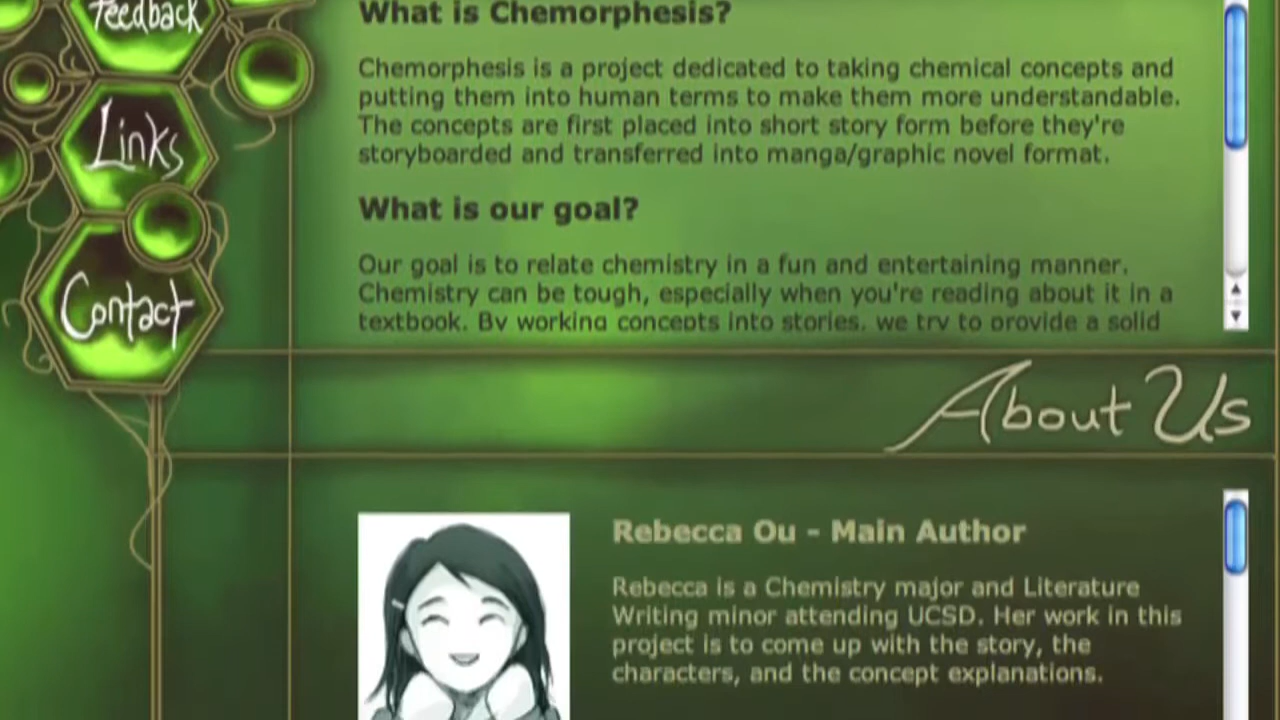 Feedback
Links
Contact
What is Chemorphesis?
Chemorphesis is a project dedicated to taking chemical concepts and
putting them into human terms to make them more understandable.
The concepts are first placed into short story form before they're
storyboarded and transferred into manga/graphic novel format.
What is our goal?
Our goal is to relate chemistry in a fun and entertaining manner.
Chemistry can be tough, especially when you're reading about it in a
textbook. By working concepts into stories, we try to provide a solid
About Us
Rebecca Ou - Main Author
Rebecca is a Chemistry major and Literature
Writing minor attending UCSD. Her work in this
project is to come up with the story, the
characters, and the concept explanations.